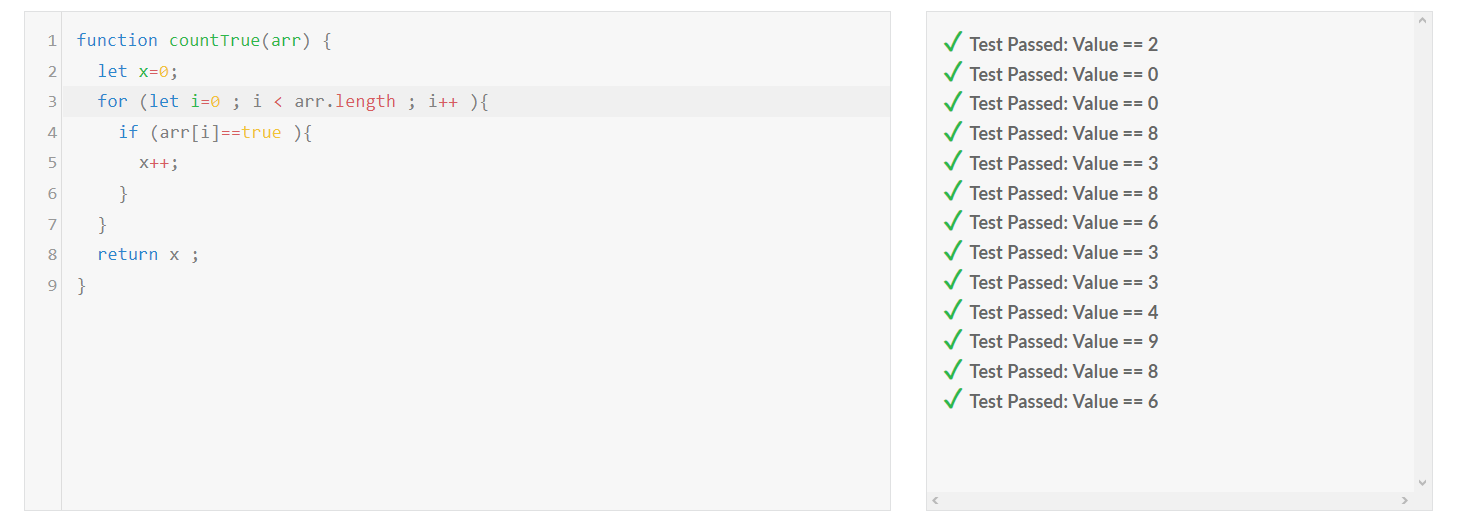 1 function countTrue(arr) {
2   let x=0;
3   for (let i=0 ; i < arr.length ; i++ ){
4     if (arr[i]==true ){
5       x++;
6     }
7   }
8   return x ;
9 }
✓ Test Passed: Value == 2
✓ Test Passed: Value == 0
✓ Test Passed: Value == 0
✓ Test Passed: Value == 8
✓ Test Passed: Value == 3
✓ Test Passed: Value == 8
✓ Test Passed: Value == 6
✓ Test Passed: Value == 3
✓ Test Passed: Value == 3
✓ Test Passed: Value == 4
✓ Test Passed: Value == 9
✓ Test Passed: Value == 8
✓ Test Passed: Value == 6